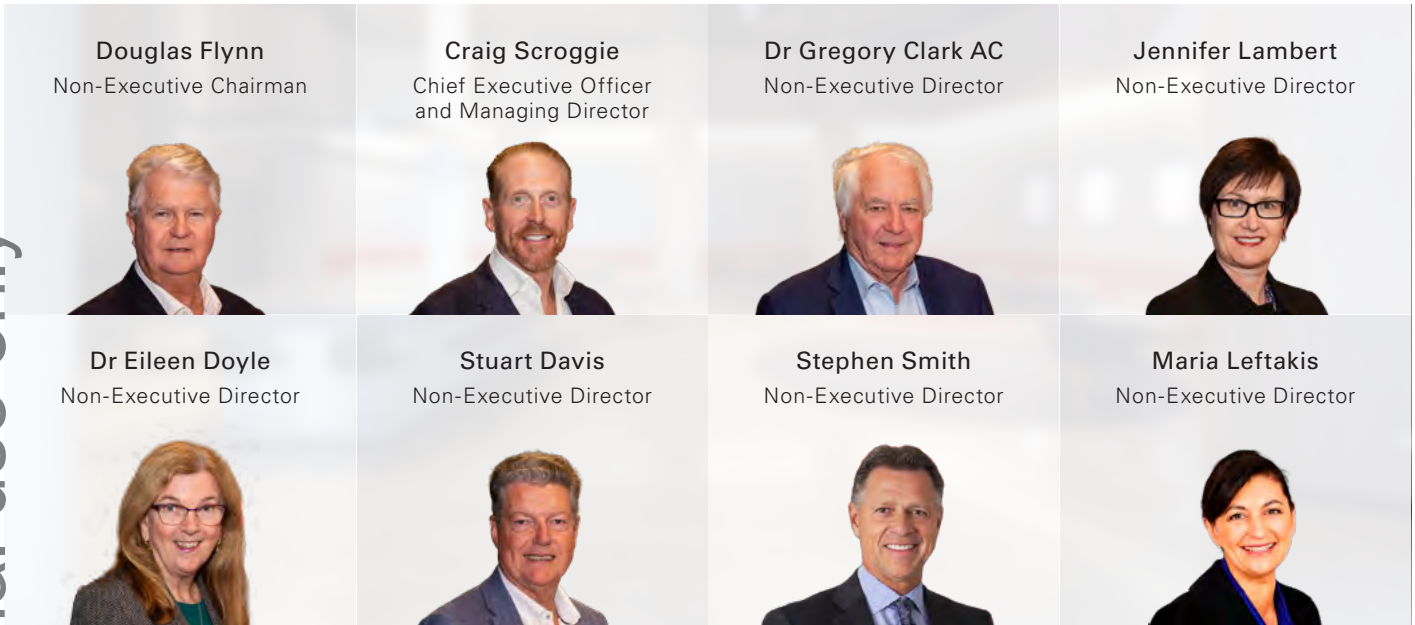 Douglas Flynn
Non-Executive Chairman
Craig Scroggie
Chief Executive Officer
and Managing Director
Dr Gregory Clark AC
Non-Executive Director
Jennifer Lambert
Non-Executive Director
Dr Eileen Doyle
Non-Executive Director
Stuart Davis
Non-Executive Director
Stephen Smith
Non-Executive Director
Maria Leftakis
Non-Executive Director